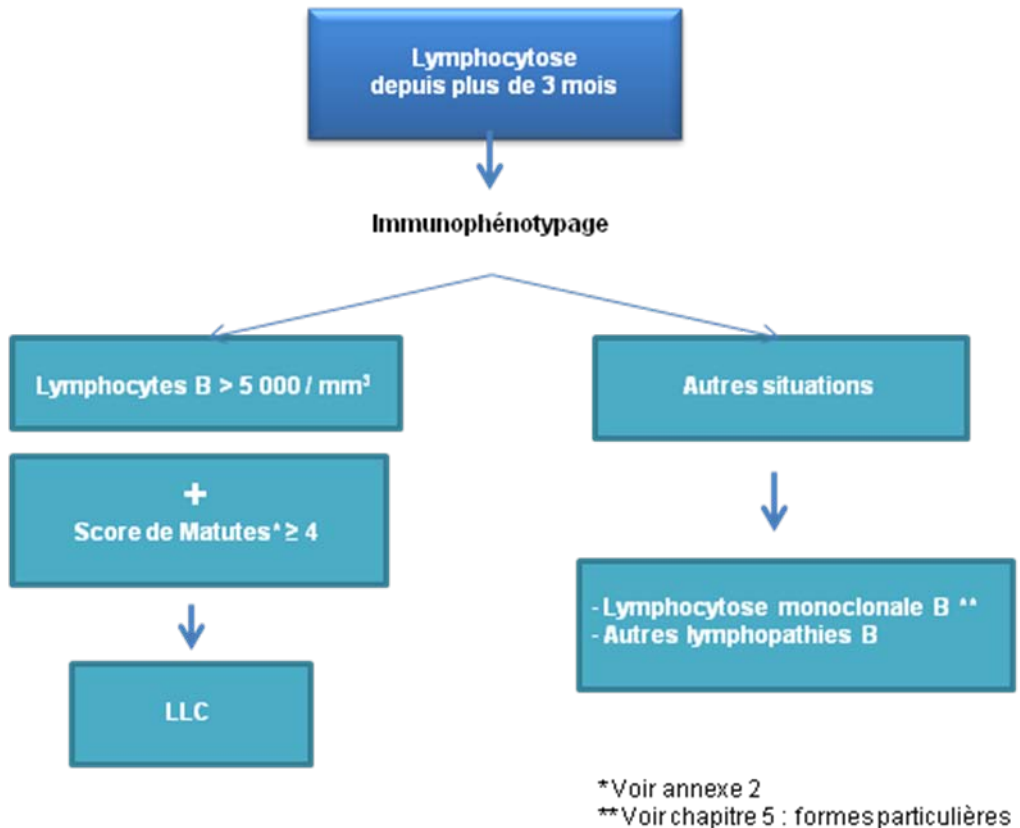 Lymphocytose
depuis plus de 3 mois
Immunophénotypage
Lymphocytes B > 5 000 / mm³
Autres situations
+
Score de Matutes* ≥ 4
- Lymphocytose monoclonale B **
- Autres lymphopathies B
LLC
*Voir annexe 2
**Voir chapitre 5 : formes particulières